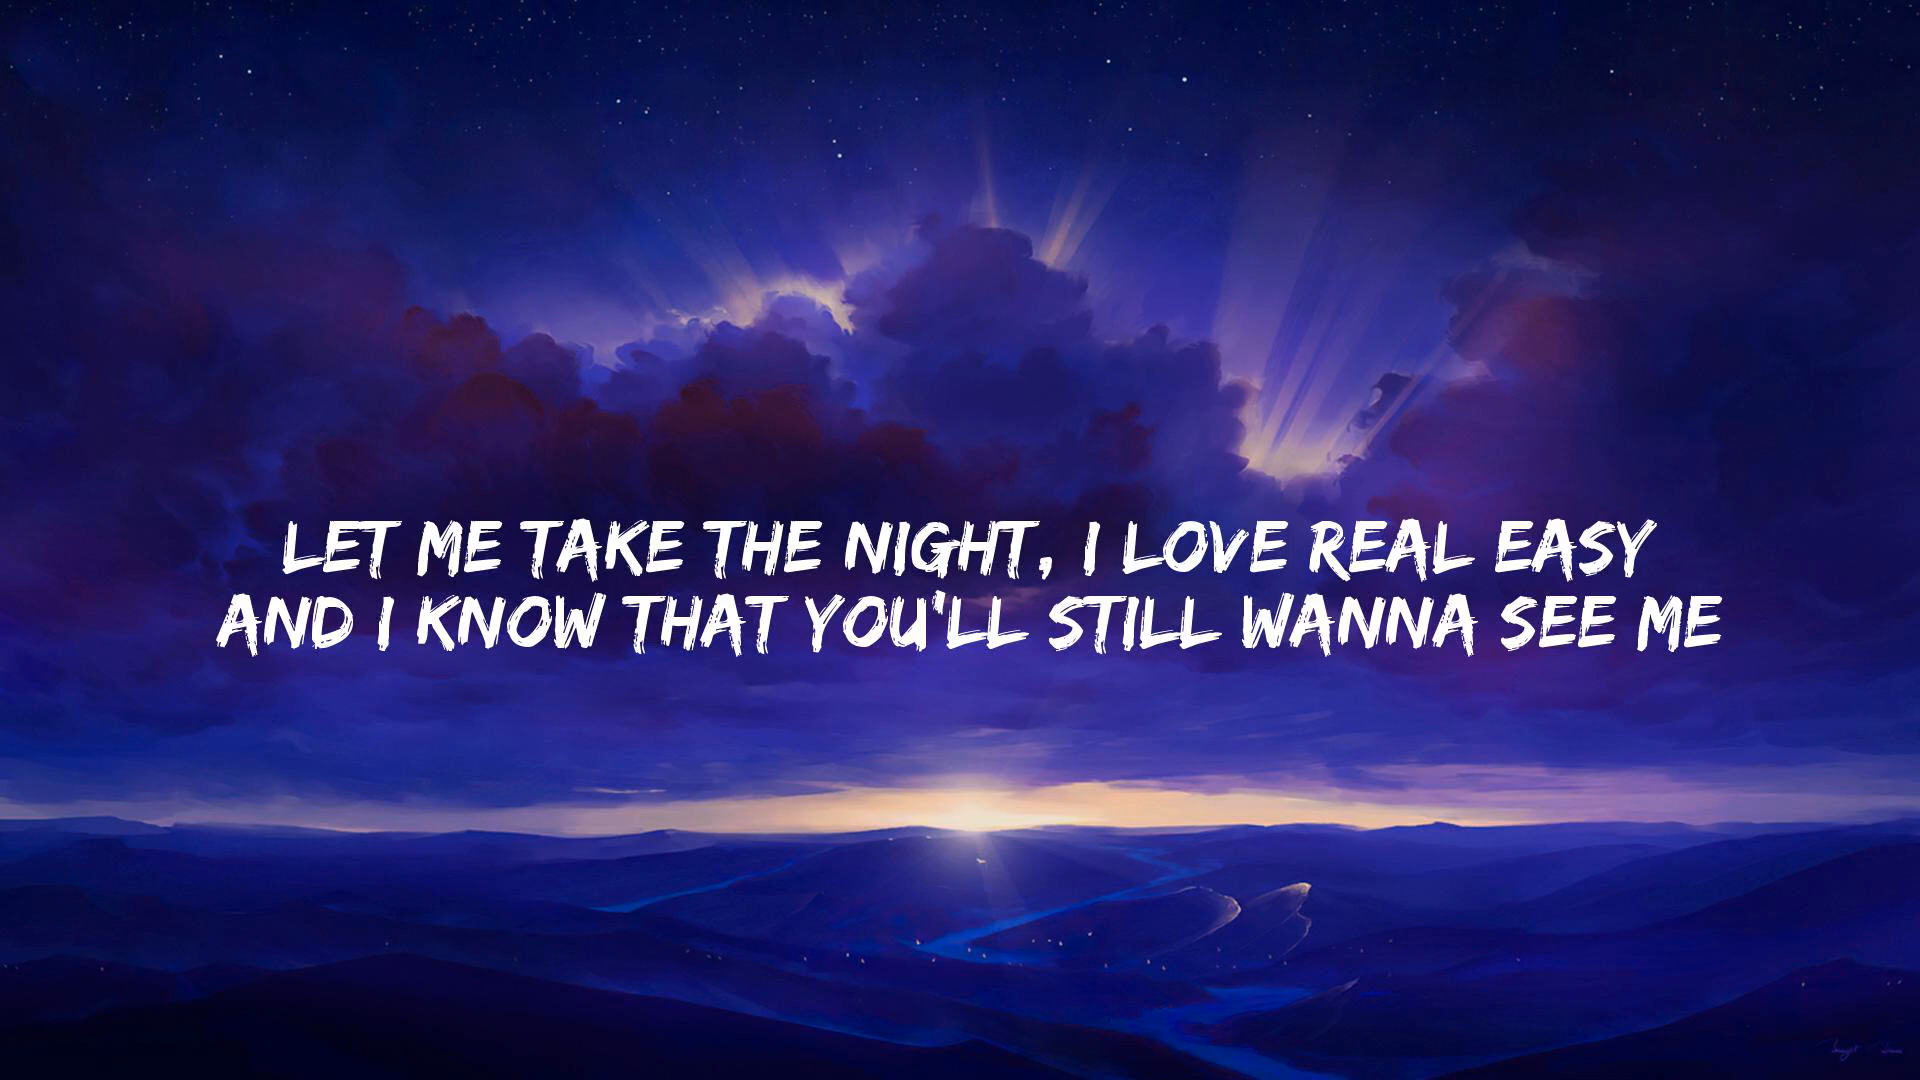 LET ME TAKE THE NIGHT, I LOVE REAL EASY
AND I KNOW THAT YOU'LL STILL WANNA SEE ME